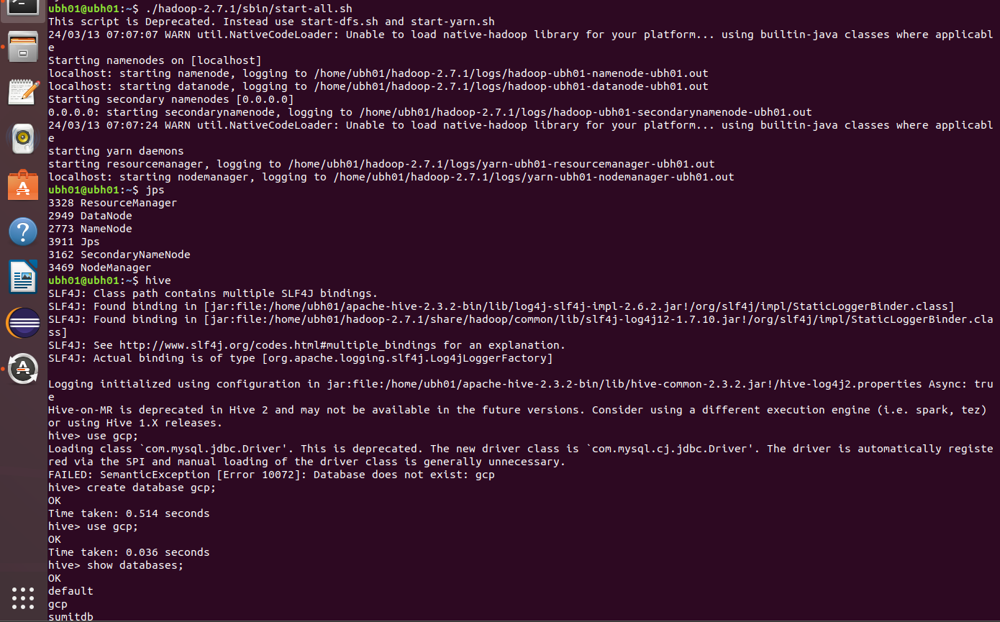 ubh01@ubh01:~$ ./hadoop-2.7.1/sbin/start-all.sh
This script is Deprecated. Instead use start-dfs.sh and start-yarn.sh
24/03/13 07:07:07 WARN util.NativeCodeLoader: Unable to load native-hadoop library for your platform... using builtin-java classes where applicabl
e
Starting namenodes on [localhost]
localhost: starting namenode, logging to /home/ubh01/hadoop-2.7.1/logs/hadoop-ubh01-namenode-ubh01.out
localhost: starting datanode, logging to /home/ubh01/hadoop-2.7.1/logs/hadoop-ubh01-datanode-ubh01.out
Starting secondary namenodes [0.0.0.0]
0.0.0.0: starting secondarynamenode, logging to /home/ubh01/hadoop-2.7.1/logs/hadoop-ubh01-secondarynamenode-ubh01.out
24/03/13 07:07:24 WARN util.NativeCodeLoader: Unable to load native-hadoop library for your platform... using builtin-java classes where applicabl
e
starting yarn daemons
starting resourcemanager, logging to /home/ubh01/hadoop-2.7.1/logs/yarn-ubh01-resourcemanager-ubh01.out
localhost: starting nodemanager, logging to /home/ubh01/hadoop-2.7.1/logs/yarn-ubh01-nodemanager-ubh01.out
ubh01@ubh01:~$ jps
3328 ResourceManager
2949 DataNode
2773 NameNode
3911 Jps
3162 SecondaryNameNode
3469 NodeManager
ubh01@ubh01:~$ hive
SLF4J: Class path contains multiple SLF4J bindings.
SLF4J: Found binding in [jar:file:/home/ubh01/apache-hive-2.3.2-bin/lib/log4j-slf4j-impl-2.6.2.jar!/org/slf4j/impl/StaticLoggerBinder.class]
SLF4J: Found binding in [jar:file:/home/ubh01/hadoop-2.7.1/share/hadoop/common/lib/slf4j-log4j12-1.7.10.jar!/org/slf4j/impl/StaticLoggerBinder.cla
ss]
SLF4J: See http://www.slf4j.org/codes.html#multiple_bindings for an explanation.
SLF4J: Actual binding is of type [org.apache.logging.slf4j.Log4jLoggerFactory]
Logging initialized using configuration in jar:file:/home/ubh01/apache-hive-2.3.2-bin/lib/hive-common-2.3.2.jar!/hive-log4j2.properties Async: tru
e
Hive-on-MR is deprecated in Hive 2 and may not be available in the future versions. Consider using a different execution engine (i.e. spark, tez)
or using Hive 1.X releases.
hive> use gcp;
Loading class `com.mysql.jdbc.Driver'. This is deprecated. The new driver class is `com.mysql.cj.jdbc.Driver'. The driver is automatically registe
red via the SPI and manual loading of the driver class is generally unnecessary.
FAILED: SemanticException [Error 10072]: Database does not exist: gcp
hive> create database gcp;
OK
Time taken: 0.514 seconds
hive> use gcp;
OK
Time taken: 0.036 seconds
hive> show databases;
OK
default
gcp
sumitdb